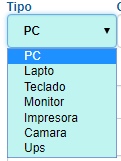 Tipo
PC
PC
Lapto
Teclado
Monitor
Impresora
Camara
Ups